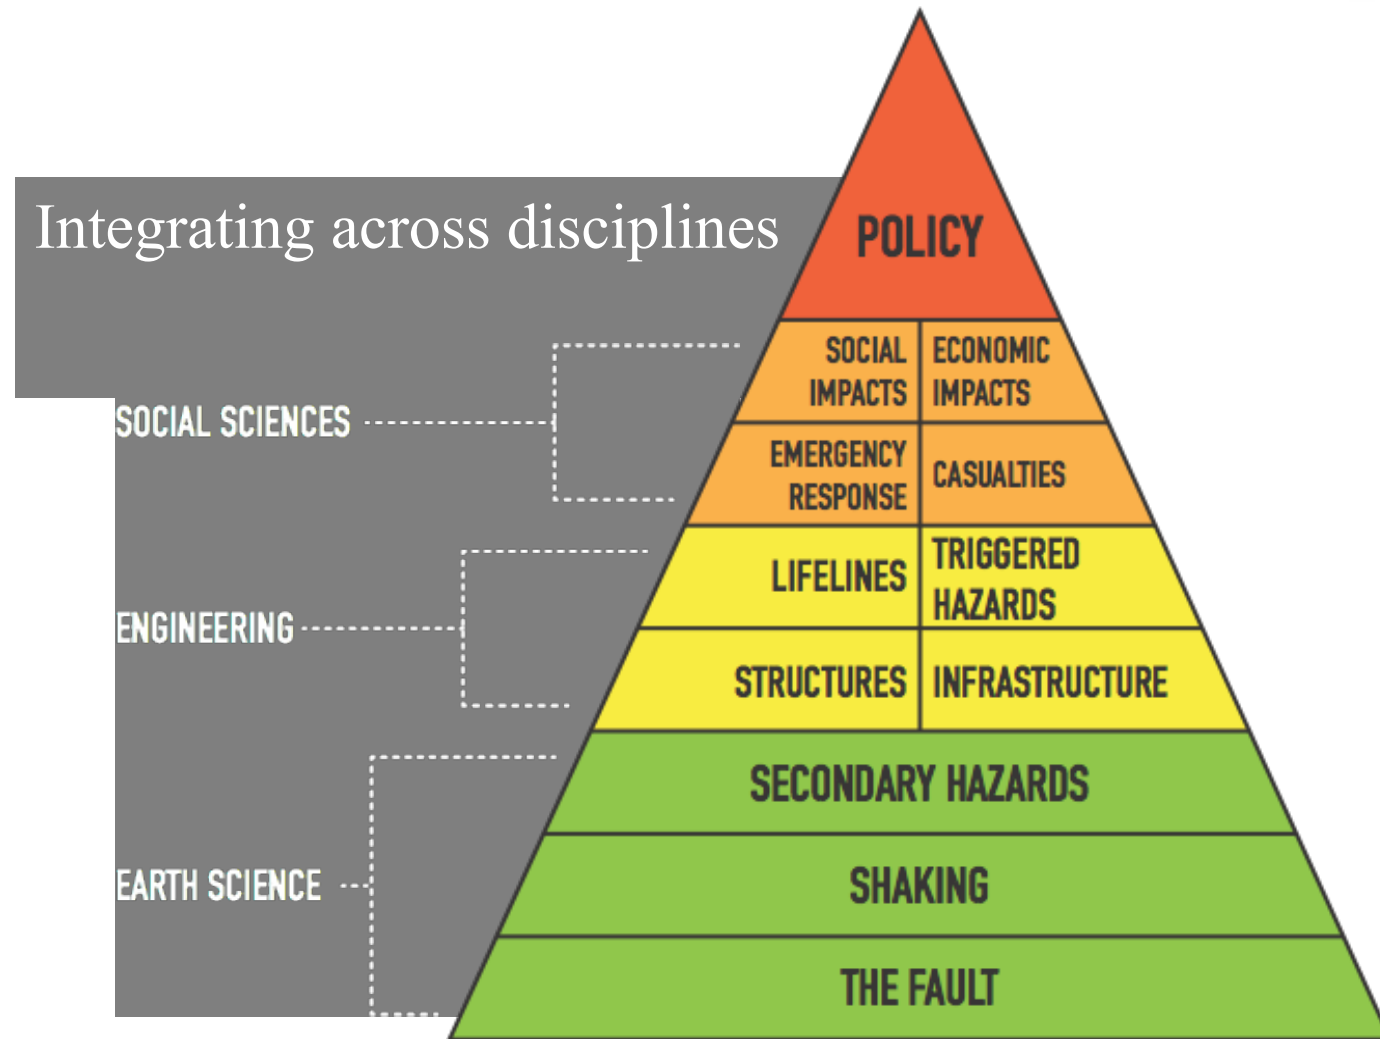 Integrating across disciplines
POLICY
SOCIAL
IMPACTS
ECONOMIC
IMPACTS
SOCIAL SCIENCES
EMERGENCY
RESPONSE
CASUALTIES
LIFELINES
TRIGGERED
HAZARDS
ENGINEERING
STRUCTURES
INFRASTRUCTURE
SECONDARY HAZARDS
EARTH SCIENCE
SHAKING
THE FAULT